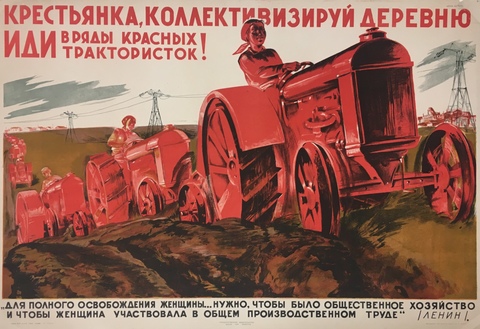 КРЕСТЬЯНКА, КОЛЛЕКТИВИЗИРУЙ ДЕРЕВНЮ
ИДИ В РЯДЫ КРАСНЫХ
ТРАКТОРИСТОК!
„ДЛЯ ПОЛНОГО ОСВОБОЖДЕНИЯ ЖЕНЩИНЫ... НУЖНО, ЧТОБЫ БЫЛО ОБЩЕСТВЕННОЕ ХОЗЯЙСТВО
И ЧТОБЫ ЖЕНЩИНА УЧАСТВОВАЛА В ОБЩЕМ ПРОИЗВОДСТВЕННОМ ТРУДЕ“ /ЛЕНИН/.